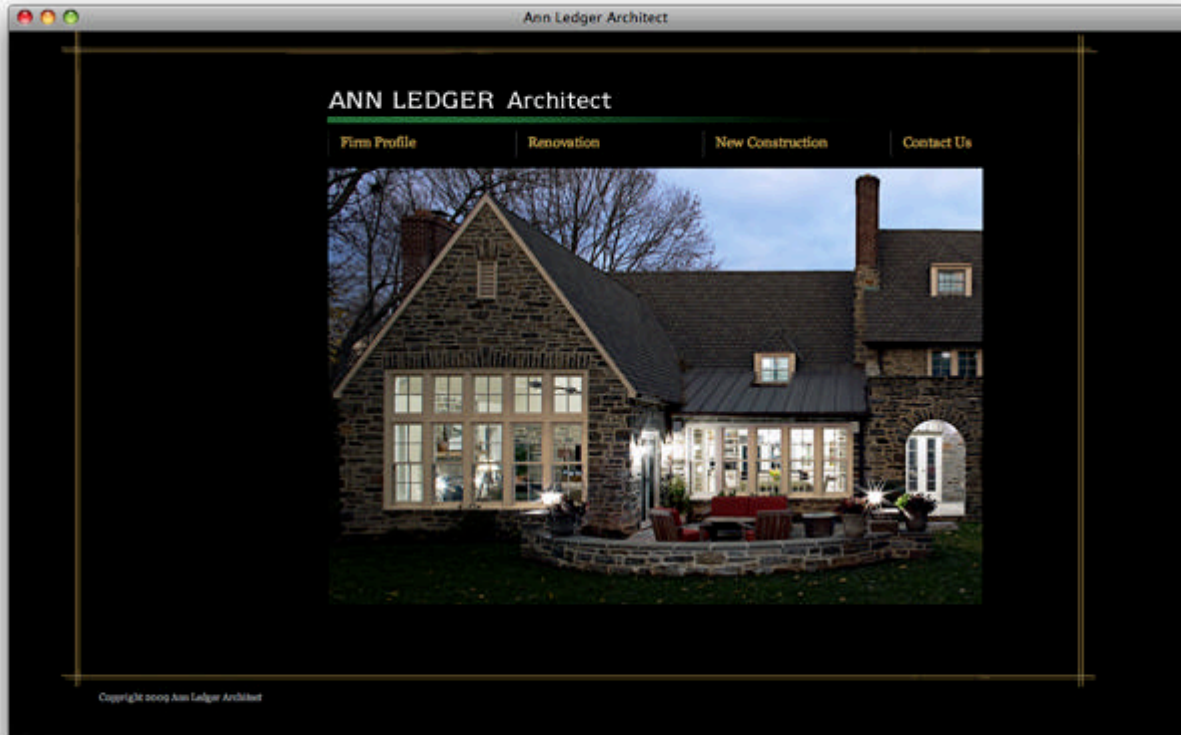 Ann Ledger Architect
ANN LEDGER Architect
Firm Profile Renovation New Construction Contact Us
Copyright 2009 Ann Ledger Architect